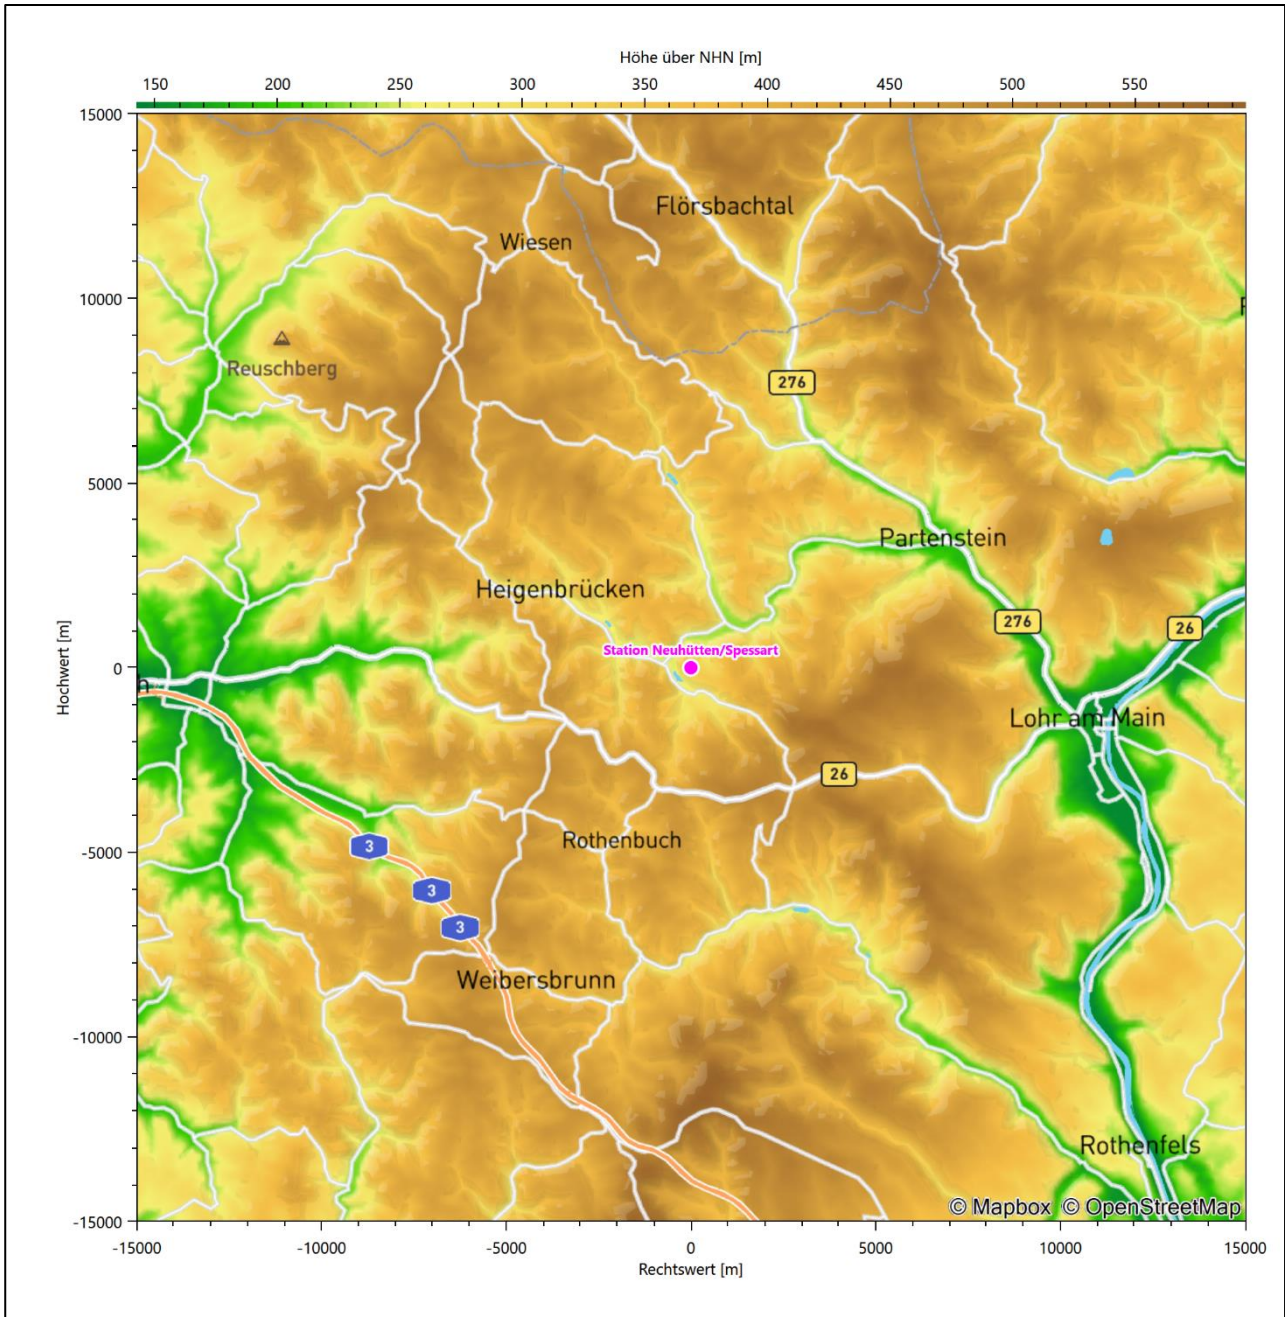 Höhe über NHN [m]
150 200 250 300 350 400 450 500 550
15000
Flörsbachtal
Wiesen
10000
Reuschberg
276
5000
Partenstein
Heigenbrücken
276
26
Station Neuhütten/Spessart
0
Hochwert [m]
Lohr am Main
26
Rothenbuch
-5000
3
3
3
Weibersbrunn
-10000
Rothenfels
© Mapbox © OpenStreetMap
-15000
-15000 -10000 -5000 0 5000 10000 15000
Rechtswert [m]